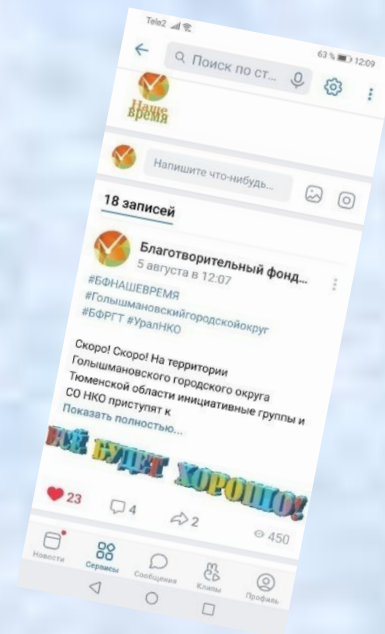 Tele2
63 % 12:09
Поиск по ст...
Наше
время
Напишите что-нибудь...
18 записей
Благотворительный фонд...
5 августа в 12:07
#БФНАШЕВРЕМЯ
#Голышмановскийгородскойокруг
#БФРГТ #УралНКО
Скоро! Скоро! На территории
Голышмановского городского округа
Тюменской области инициативные группы и
СО НКО приступят к
Показать полностью...
ВСЁ БУДЕТ ХОРОШО!
23
4
2
450
Новости
Сервисы
Сообщения
Клипы
Профиль